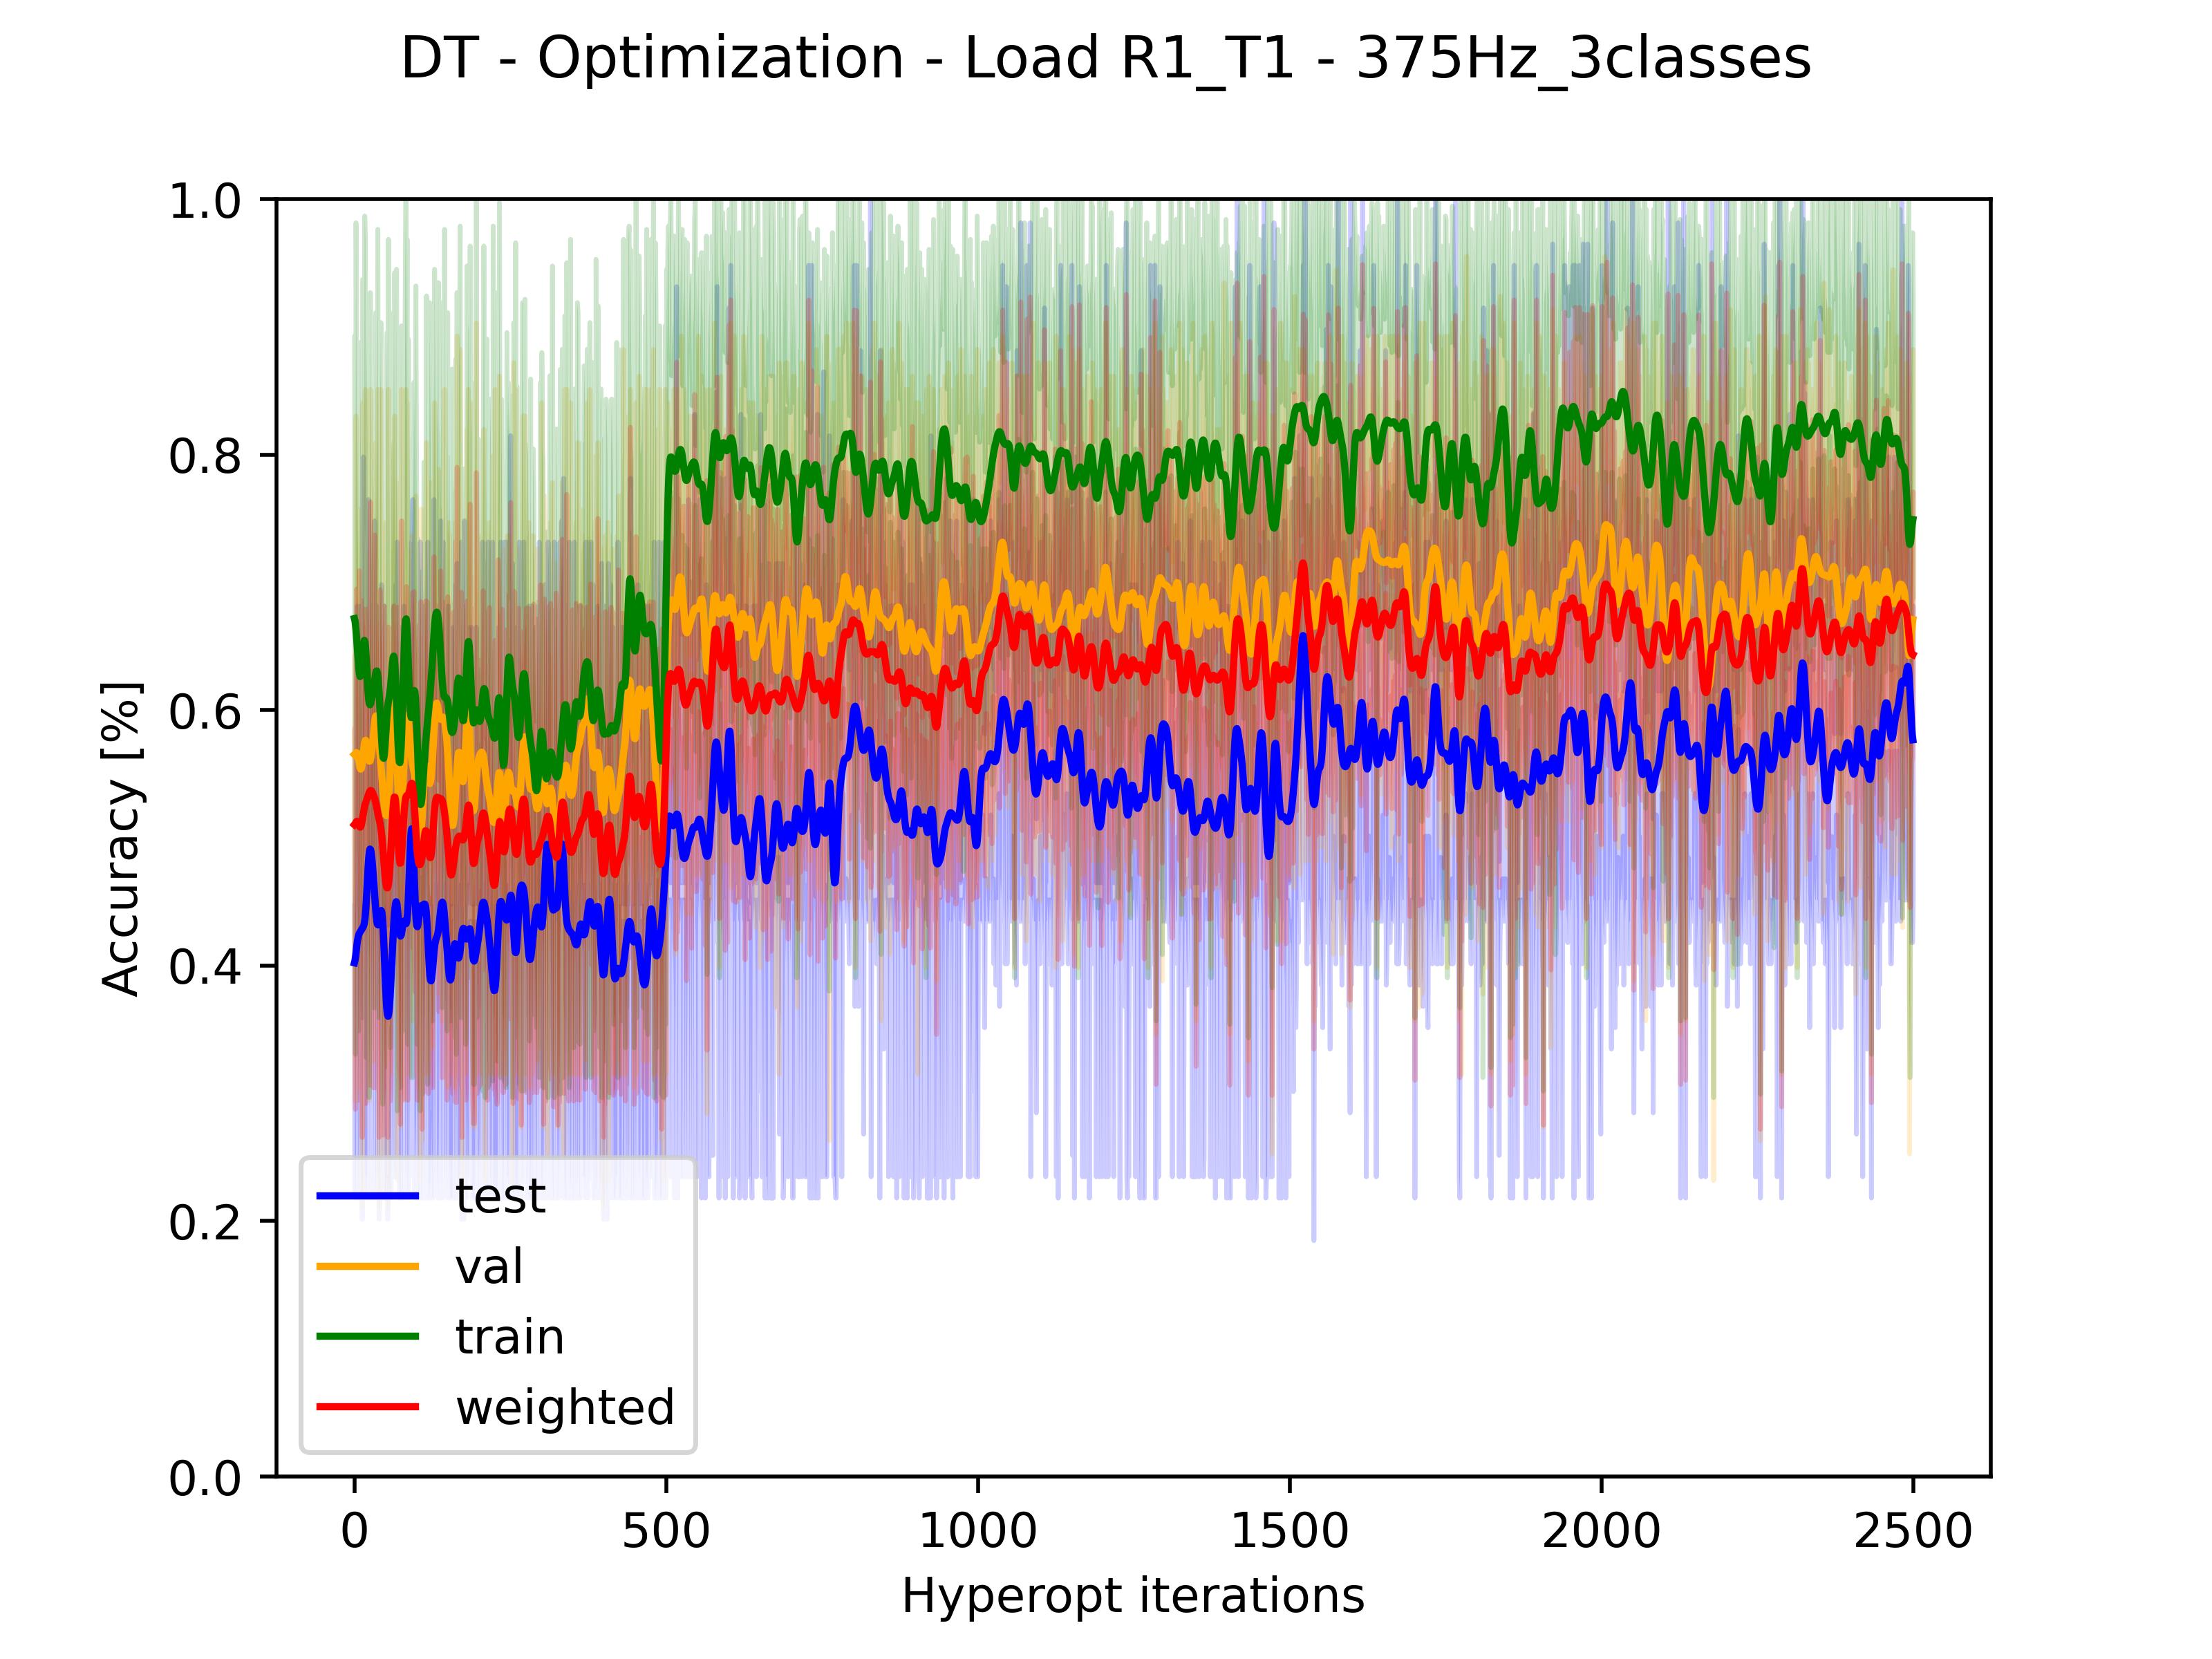 DT - Optimization - Load R1_T1 - 375Hz_3classes
1.0
0.8
0.6
0.4
0.2
0.0
Accuracy [%]
test
val
train
weighted
0 500 1000 1500 2000 2500
Hyperopt iterations